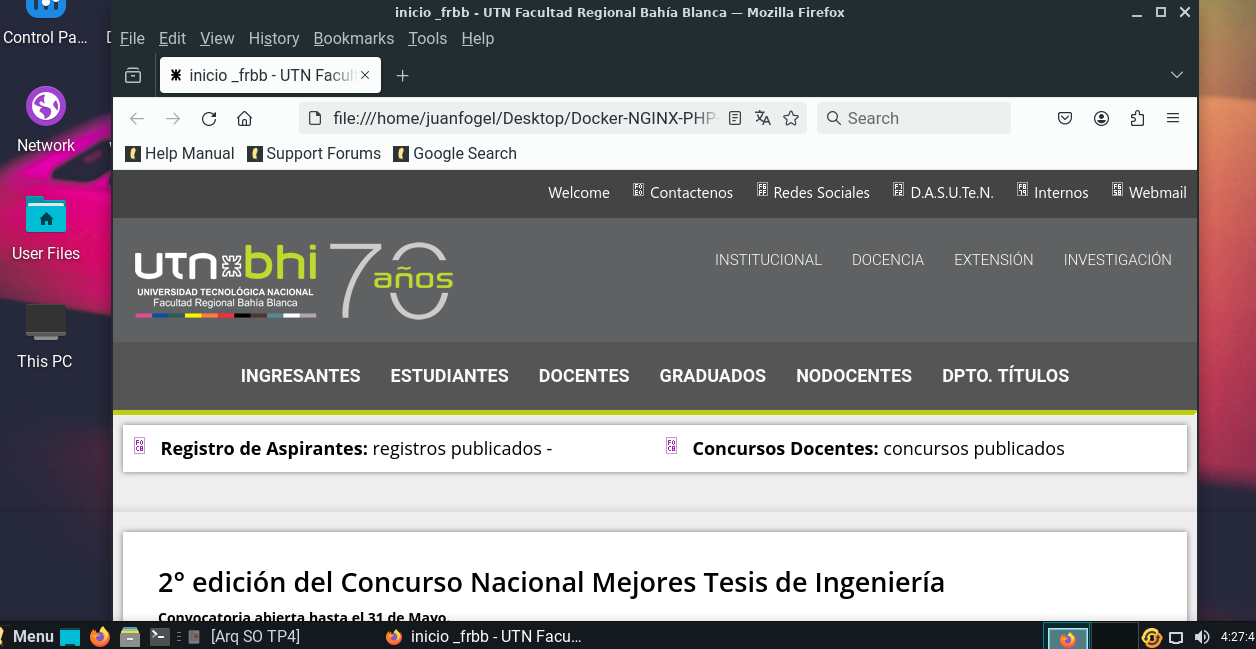 inicio _frbb - UTN Facultad Regional Bahía Blanca — Mozilla Firefox
Control Pa...
File Edit View History Bookmarks Tools Help
inicio _frbb - UTN Facul
file:///home/juanfogel/Desktop/Docker-NGINX-PHP-
Search
Network
Help Manual Support Forums Google Search
Welcome Contactenos Redes Sociales D.A.S.U.Te.N. Internos Webmail
User Files
utn bhi 70 años
UNIVERSIDAD TECNOLÓGICA NACIONAL
Facultad Regional Bahía Blanca
INSTITUCIONAL DOCENCIA EXTENSIÓN INVESTIGACIÓN
This PC
INGRESANTES ESTUDIANTES DOCENTES GRADUADOS NODOCENTES DPTO. TÍTULOS
Registro de Aspirantes: registros publicados -
Concursos Docentes: concursos publicados
2° edición del Concurso Nacional Mejores Tesis de Ingeniería
Convocatoria abierta hasta el 31 de Mayo.
Menu [Arq SO TP4] inicio _frbb - UTN Facu... 4:27:4